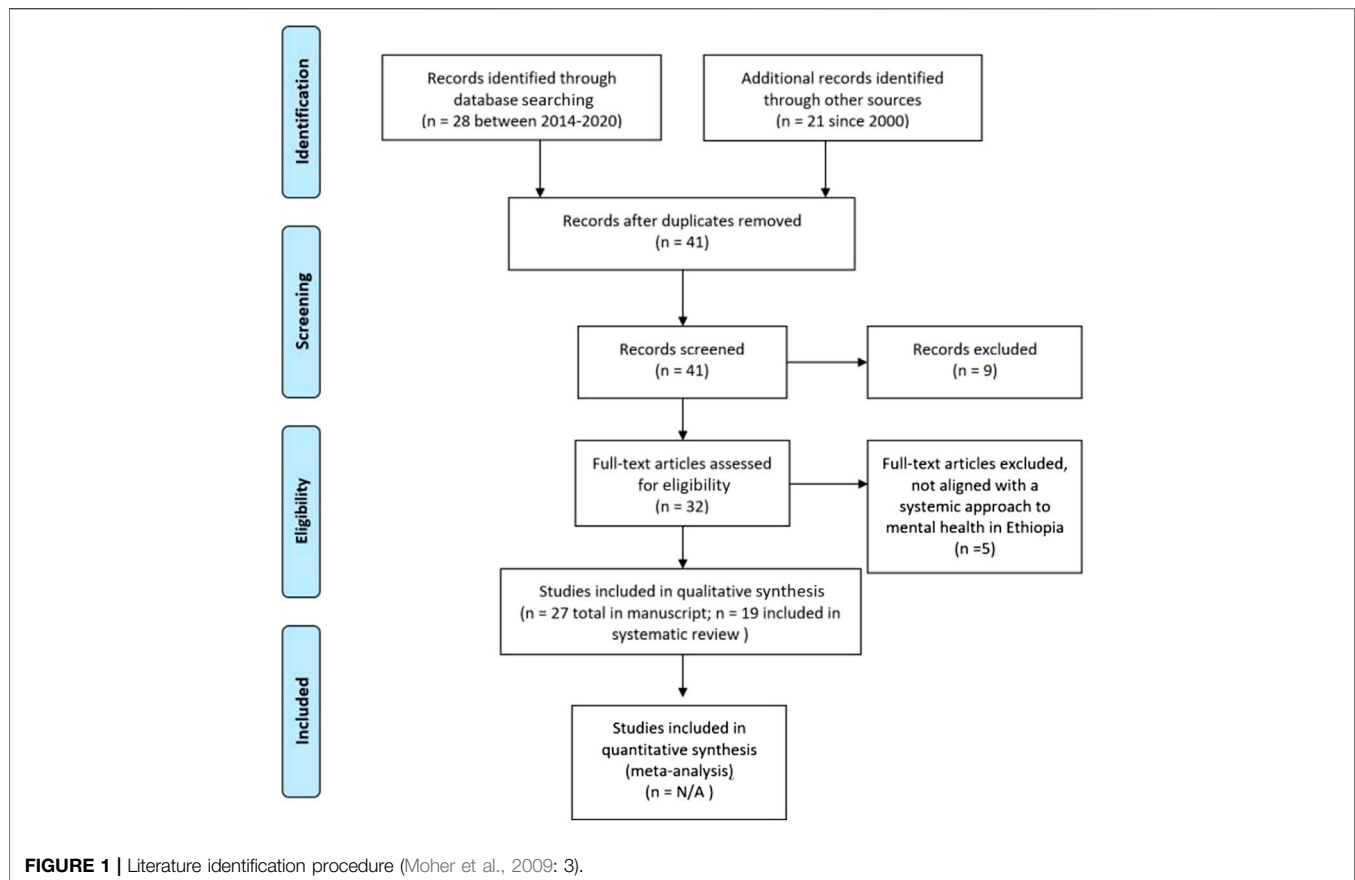 Identification
Records identified through
database searching
(n = 28 between 2014-2020)
Additional records identified
through other sources
(n = 21 since 2000)
Records after duplicates removed
(n = 41)
Screening
Records screened
(n = 41)
Records excluded
(n = 9)
Eligibility
Full-text articles assessed
for eligibility
(n = 32)
Full-text articles excluded,
not aligned with a
systemic approach to
mental health in Ethiopia
(n =5)
Studies included in qualitative synthesis
(n = 27 total in manuscript; n = 19 included in
systematic review )
Included
Studies included in
quantitative synthesis
(meta-analysis)
(n = N/A )
FIGURE 1 | Literature identification procedure (Moher et al., 2009: 3).